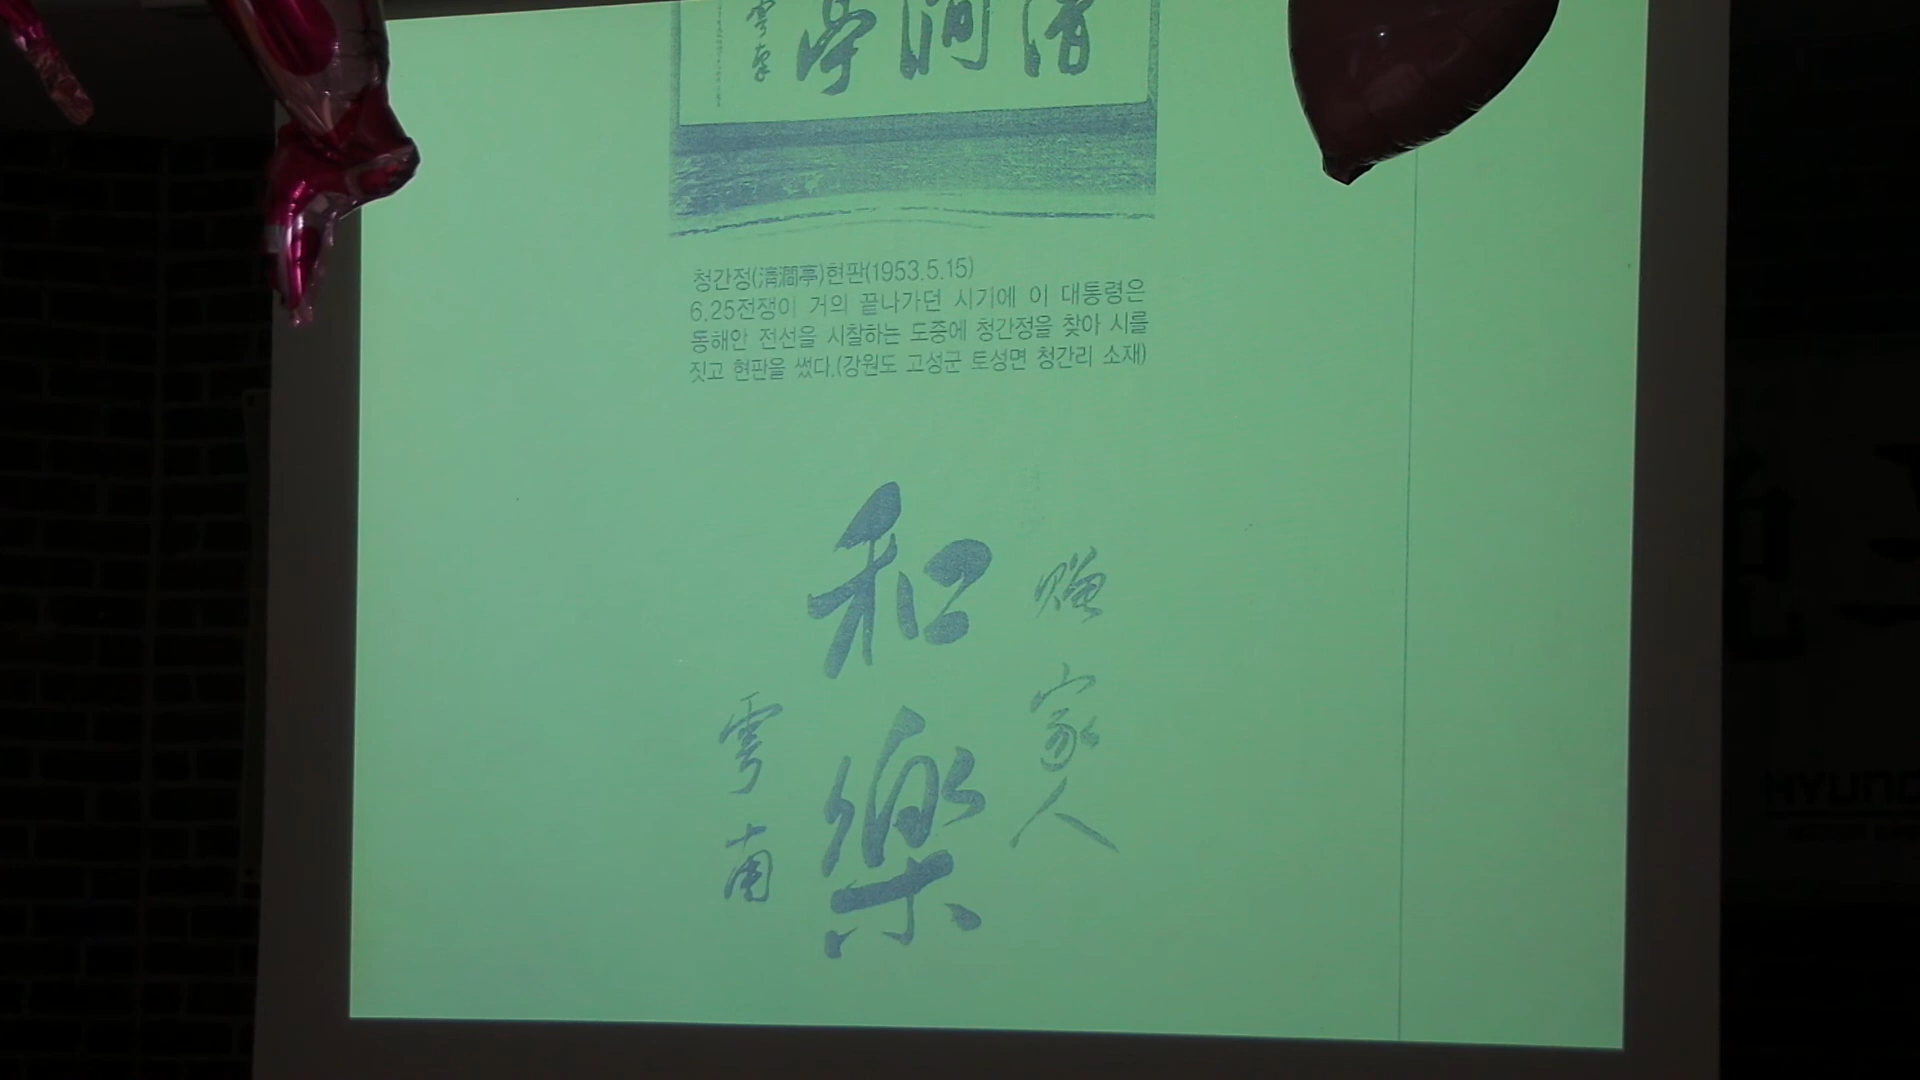 清澗亭
청간정(淸澗亭)현판(1953.5.15)
6.25전쟁이 거의 끝나가던 시기에 이 대통령은
동해안 전선을 시찰하는 도중에 청간정을 찾아 시를
짓고 현판을 썼다.(강원도 고성군 토성면 청간리 소재)
家人
和樂
雩南